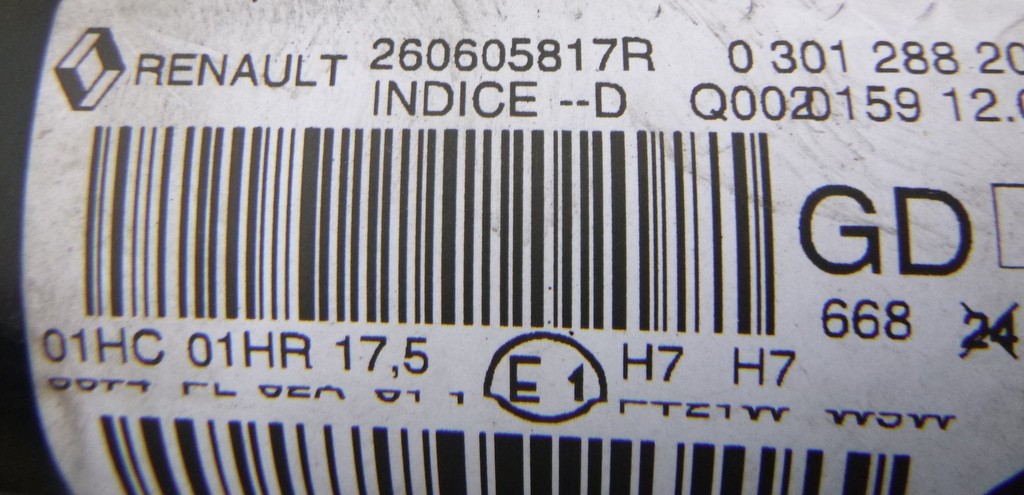 RENAULT 260605817R 0 301 288 20
INDICE --D Q0020159 12.
GD
668 24
01HC 01HR 17,5 E 1 H7 H7